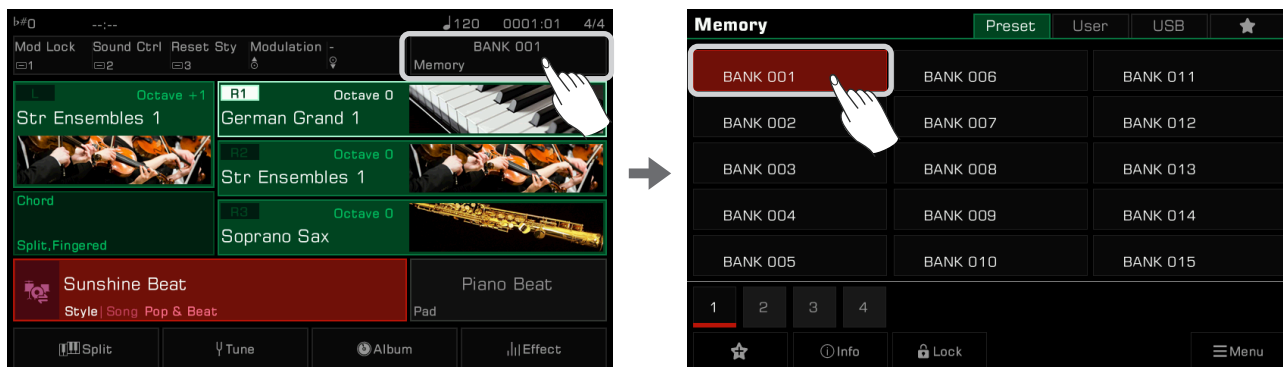 b#0 --:-- 120 0001:01 4/4
Mod Lock Sound Ctrl Reset Sty Modulation - BANK 001
1 2 3 Memory
L Octave +1 R1 Octave 0
Str Ensembles 1 German Grand 1
R2 Octave 0
Str Ensembles 1
Chord
R3 Octave 0
Soprano Sax
Split,Fingered
Sunshine Beat Piano Beat
Style | Song Pop & Beat Pad
Split Tune Album Effect
Memory Preset User USB
BANK 001 BANK 006 BANK 011
BANK 002 BANK 007 BANK 012
BANK 003 BANK 008 BANK 013
BANK 004 BANK 009 BANK 014
BANK 005 BANK 010 BANK 015
1 2 3 4
Info Lock Menu